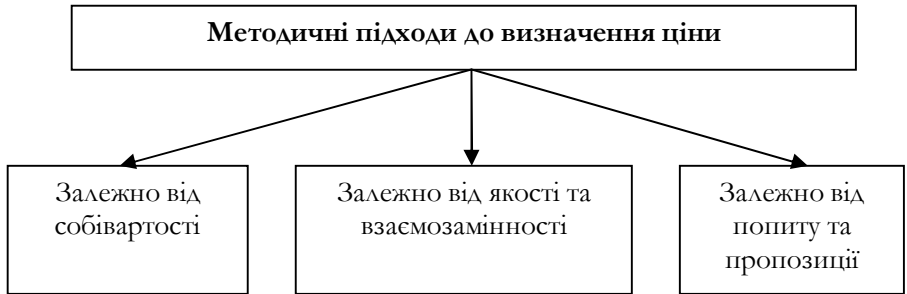 Методичні підходи до визначення ціни
Залежно від
собівартості
Залежно від якості та
взаємозамінності
Залежно від
попиту та
пропозиції